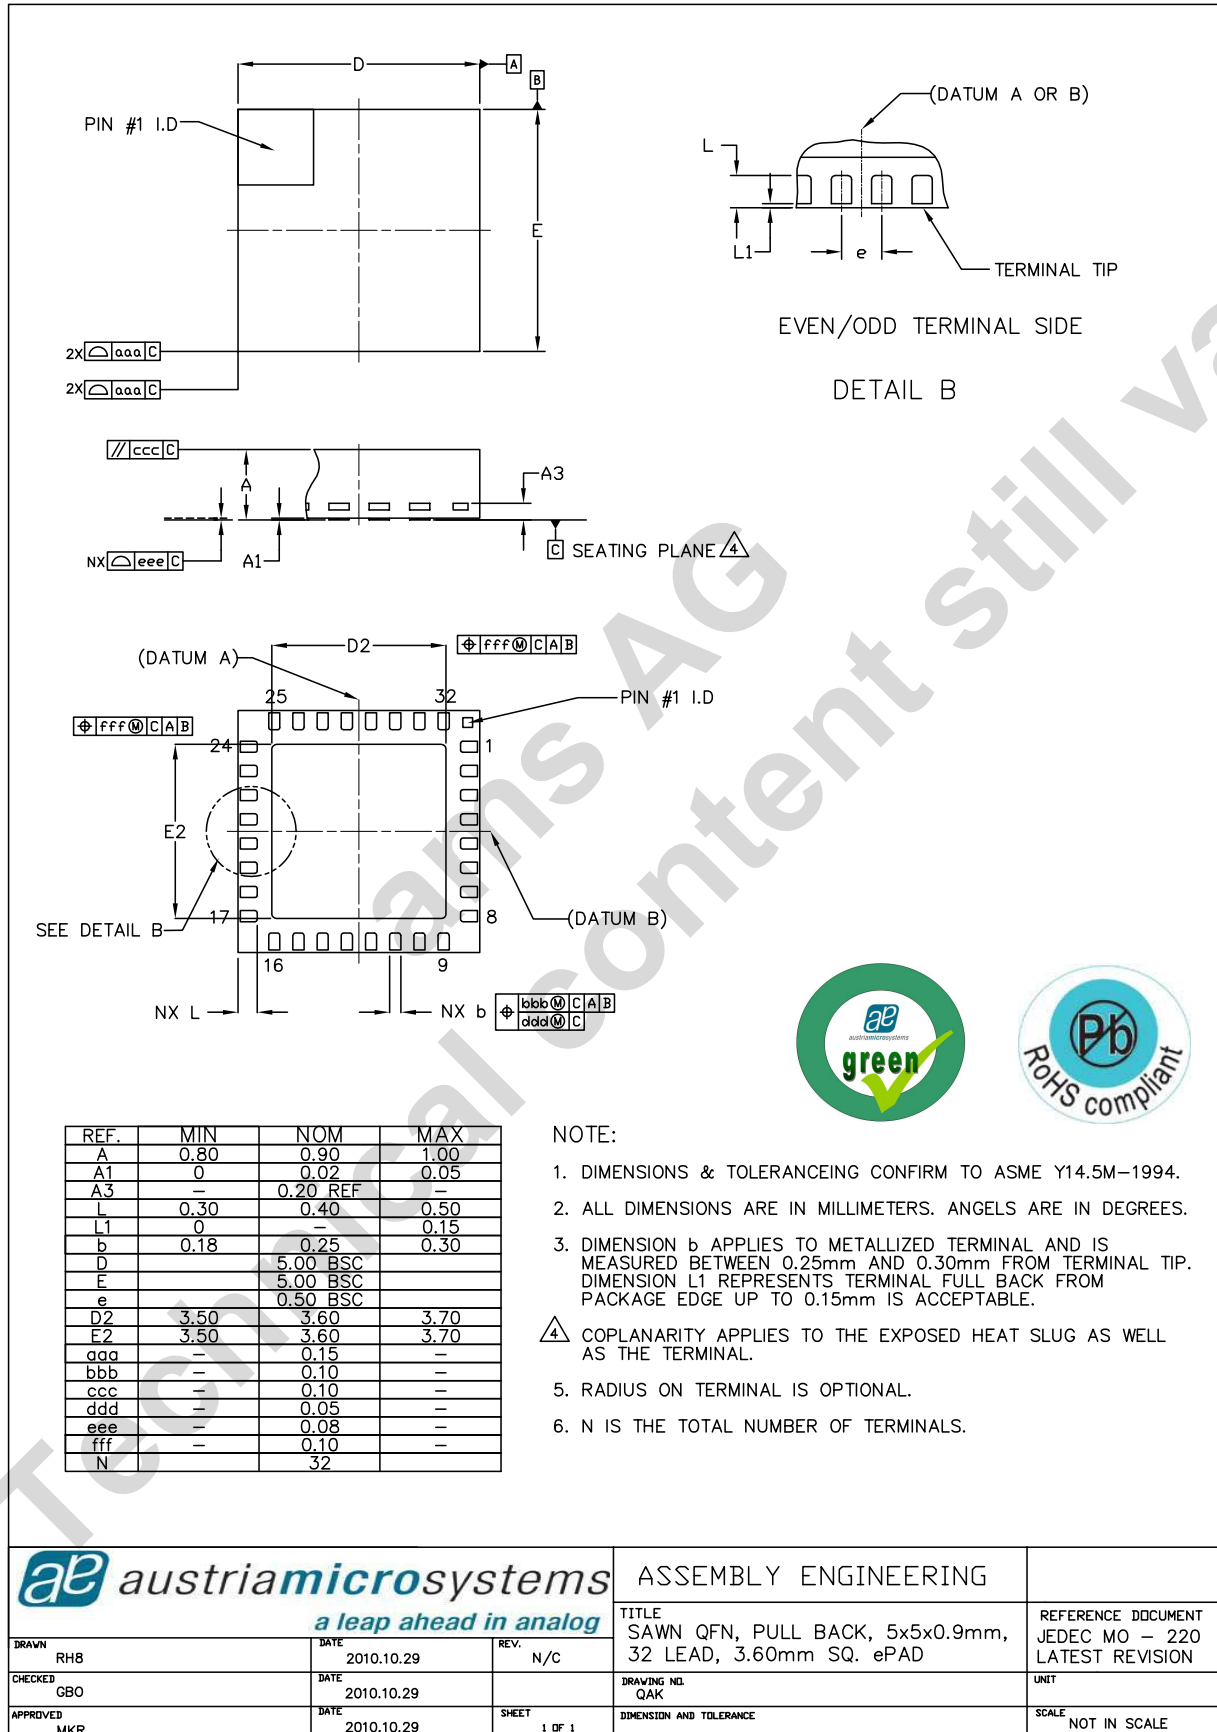 D
A
B
PIN #1 I.D
E
2X aaa C
2X aaa C
(DATUM A OR B)
L
L1
e
TERMINAL TIP
EVEN/ODD TERMINAL SIDE
DETAIL B
// ccc C
A
A3
NX eee C
A1
C SEATING PLANE 4
D2
fff Ⓜ C A B
(DATUM A)
25
32
PIN #1 I.D
fff Ⓜ C A B
24
1
E2
SEE DETAIL B
17
8
(DATUM B)
16
9
NX L
NX b
bbb Ⓜ C A B
ddd Ⓜ C
ae
austriamicrosystems
green
Pb
RoHS compliant
REF. MIN NOM MAX
A 0.80 0.90 1.00
A1 0 0.02 0.05
A3 – 0.20 REF –
L 0.30 0.40 0.50
L1 0 – 0.15
b 0.18 0.25 0.30
D 5.00 BSC
E 5.00 BSC
e 0.50 BSC
D2 3.50 3.60 3.70
E2 3.50 3.60 3.70
aaa – 0.15 –
bbb – 0.10 –
ccc – 0.10 –
ddd – 0.05 –
eee – 0.08 –
fff – 0.10 –
N 32
NOTE:
1. DIMENSIONS & TOLERANCEING CONFIRM TO ASME Y14.5M–1994.
2. ALL DIMENSIONS ARE IN MILLIMETERS. ANGELS ARE IN DEGREES.
3. DIMENSION b APPLIES TO METALLIZED TERMINAL AND IS
MEASURED BETWEEN 0.25mm AND 0.30mm FROM TERMINAL TIP.
DIMENSION L1 REPRESENTS TERMINAL FULL BACK FROM
PACKAGE EDGE UP TO 0.15mm IS ACCEPTABLE.
4 COPLANARITY APPLIES TO THE EXPOSED HEAT SLUG AS WELL
AS THE TERMINAL.
5. RADIUS ON TERMINAL IS OPTIONAL.
6. N IS THE TOTAL NUMBER OF TERMINALS.
ams AG
Technical content still va
ae austriamicrosystems
a leap ahead in analog
ASSEMBLY ENGINEERING
TITLE
SAWN QFN, PULL BACK, 5x5x0.9mm,
32 LEAD, 3.60mm SQ. ePAD
REFERENCE DOCUMENT
JEDEC MO – 220
LATEST REVISION
DRAWN
RH8
DATE
2010.10.29
REV.
N/C
CHECKED
GBO
DATE
2010.10.29
DRAWING NO.
QAK
UNIT
APPROVED
MKR
DATE
2010.10.29
SHEET
1 OF 1
DIMENSION AND TOLERANCE
SCALE
NOT IN SCALE